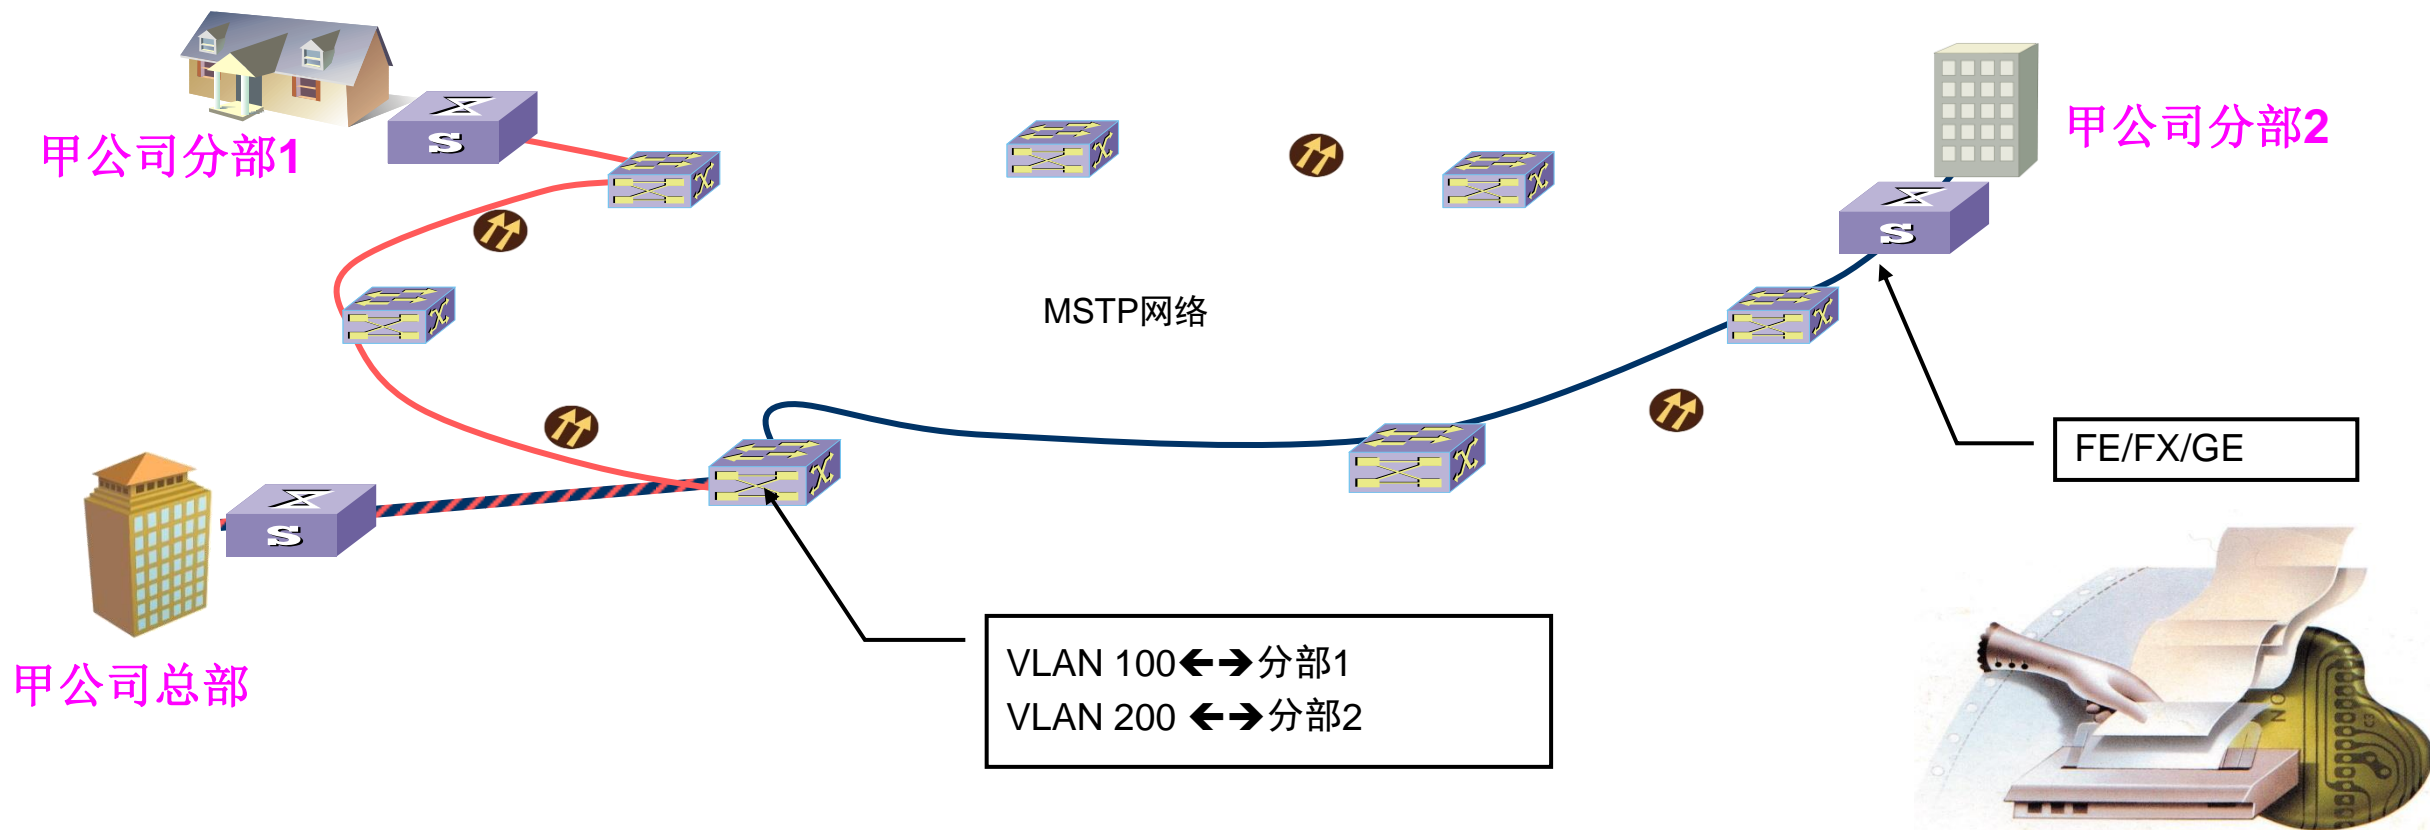 甲公司分部1
S
甲公司分部2
S
MSTP网络
FE/FX/GE
S
甲公司总部
VLAN 100🡸🡺分部1
VLAN 200 🡸🡺分部2